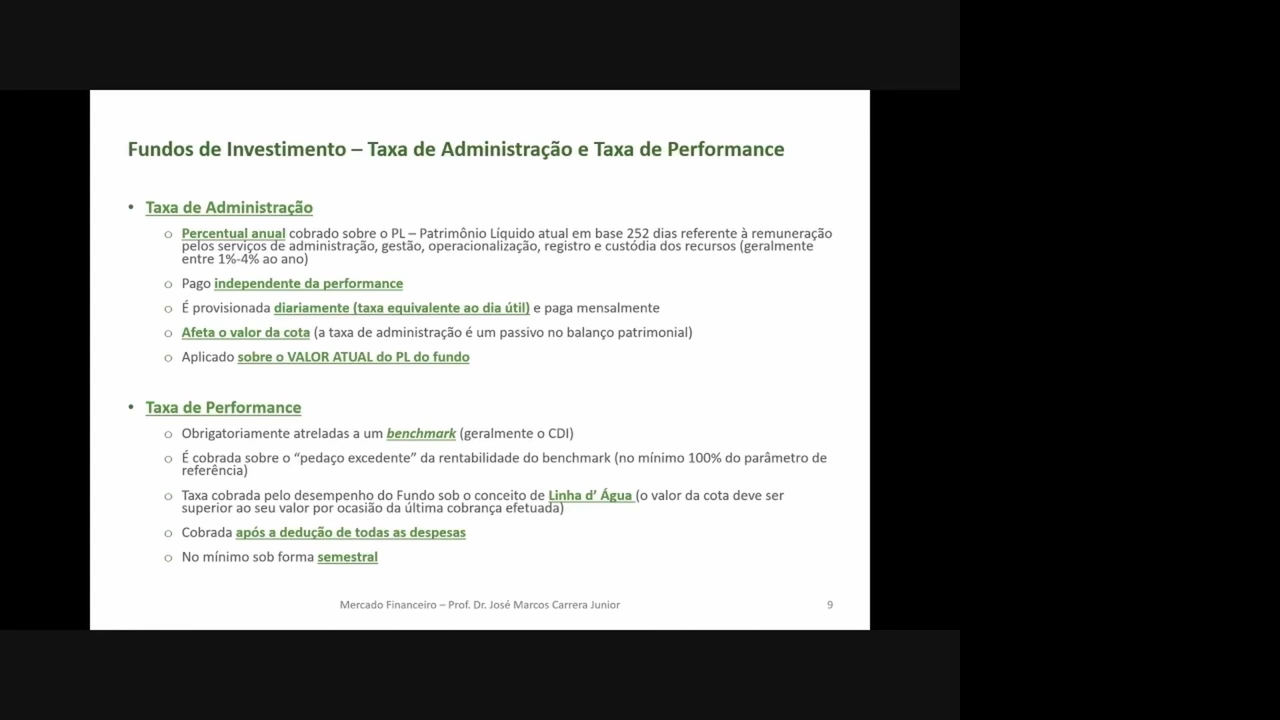 Fundos de Investimento – Taxa de Administração e Taxa de Performance
• Taxa de Administração
o Percentual anual cobrado sobre o PL – Patrimônio Líquido atual em base 252 dias referente à remuneração
pelos serviços de administração, gestão, operacionalização, registro e custódia dos recursos (geralmente
entre 1%-4% ao ano)
o Pago independente da performance
o É provisionada diariamente (taxa equivalente ao dia útil) e paga mensalmente
o Afeta o valor da cota (a taxa de administração é um passivo no balanço patrimonial)
o Aplicado sobre o VALOR ATUAL do PL do fundo
• Taxa de Performance
o Obrigatoriamente atreladas a um benchmark (geralmente o CDI)
o É cobrada sobre o “pedaço excedente” da rentabilidade do benchmark (no mínimo 100% do parâmetro de
referência)
o Taxa cobrada pelo desempenho do Fundo sob o conceito de Linha d’ Água (o valor da cota deve ser
superior ao seu valor por ocasião da última cobrança efetuada)
o Cobrada após a dedução de todas as despesas
o No mínimo sob forma semestral
Mercado Financeiro – Prof. Dr. José Marcos Carrera Junior
9